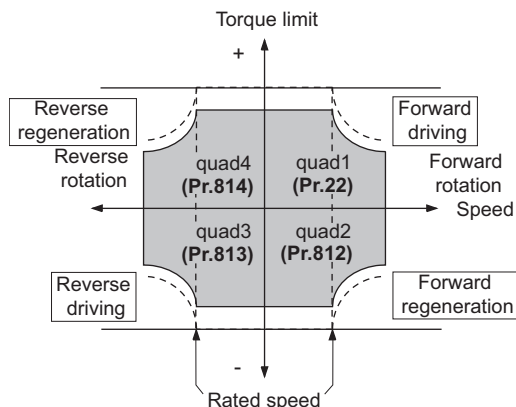 Torque limit
+
Reverse
regeneration
Forward
driving
Reverse
rotation
quad4
(Pr.814)
quad1
(Pr.22)
Forward
rotation
Speed
quad3
(Pr.813)
quad2
(Pr.812)
Reverse
driving
Forward
regeneration
-
Rated speed